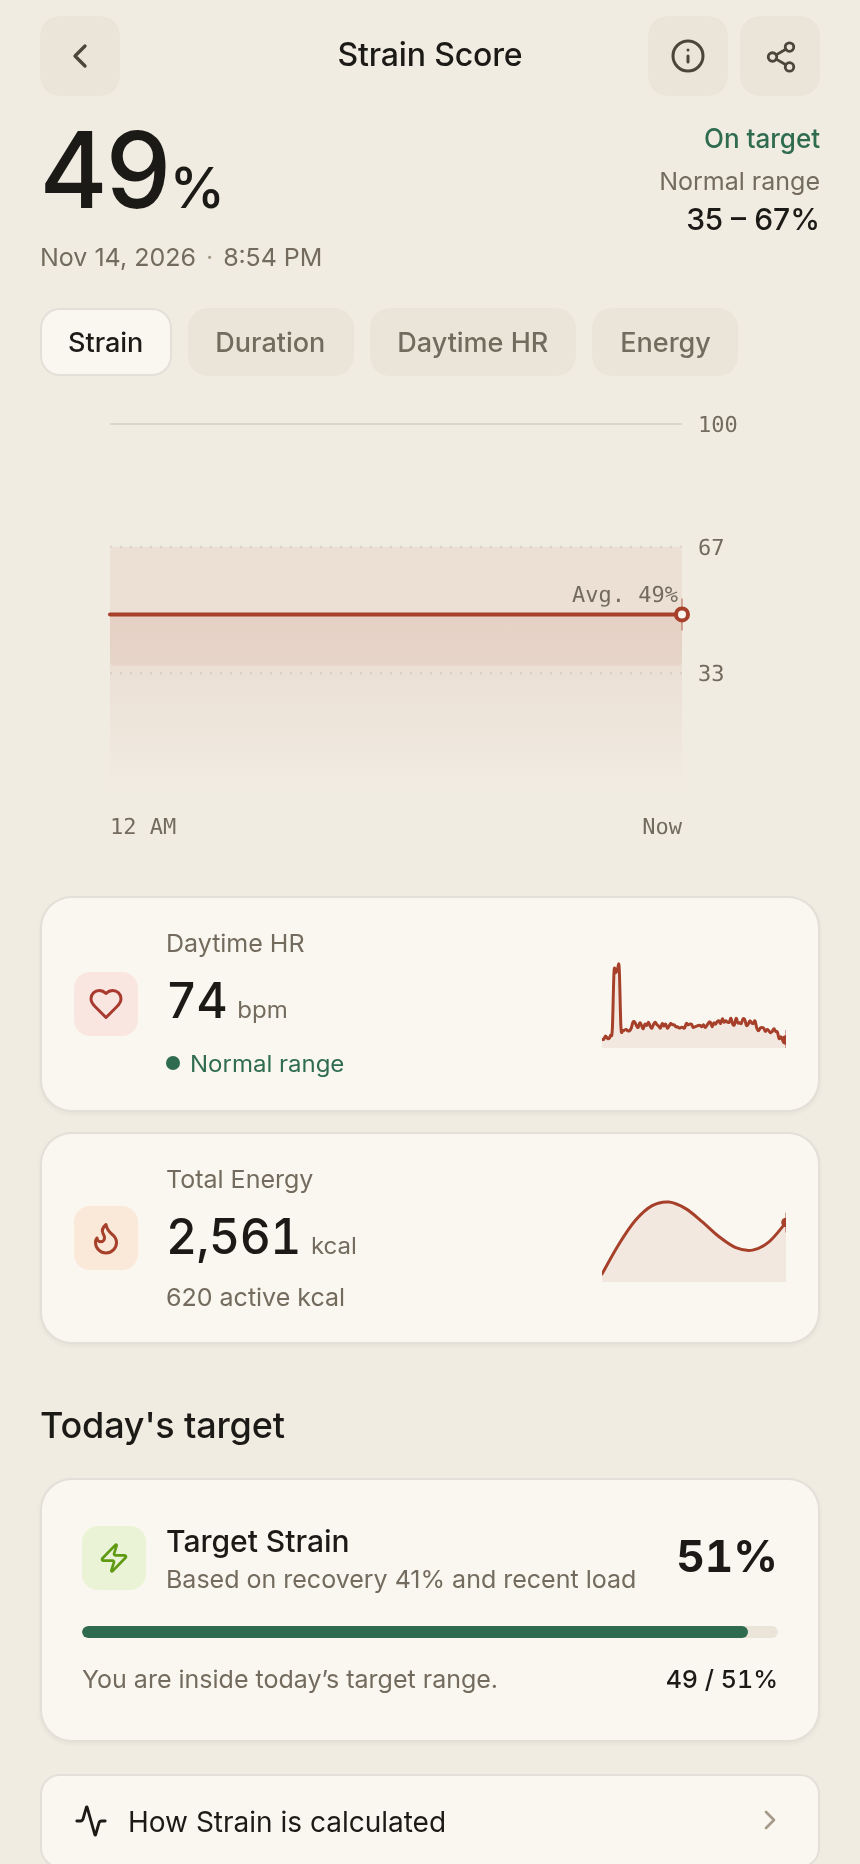 Strain Score
49%
On target
Normal range
35 – 67%
Nov 14, 2026 · 8:54 PM
Strain
Duration
Daytime HR
Energy
100
67
Avg. 49%
33
12 AM
Now
Daytime HR
74 bpm
Normal range
Total Energy
2,561 kcal
620 active kcal
Today's target
Target Strain
Based on recovery 41% and recent load
51%
You are inside today’s target range.
49 / 51%
How Strain is calculated